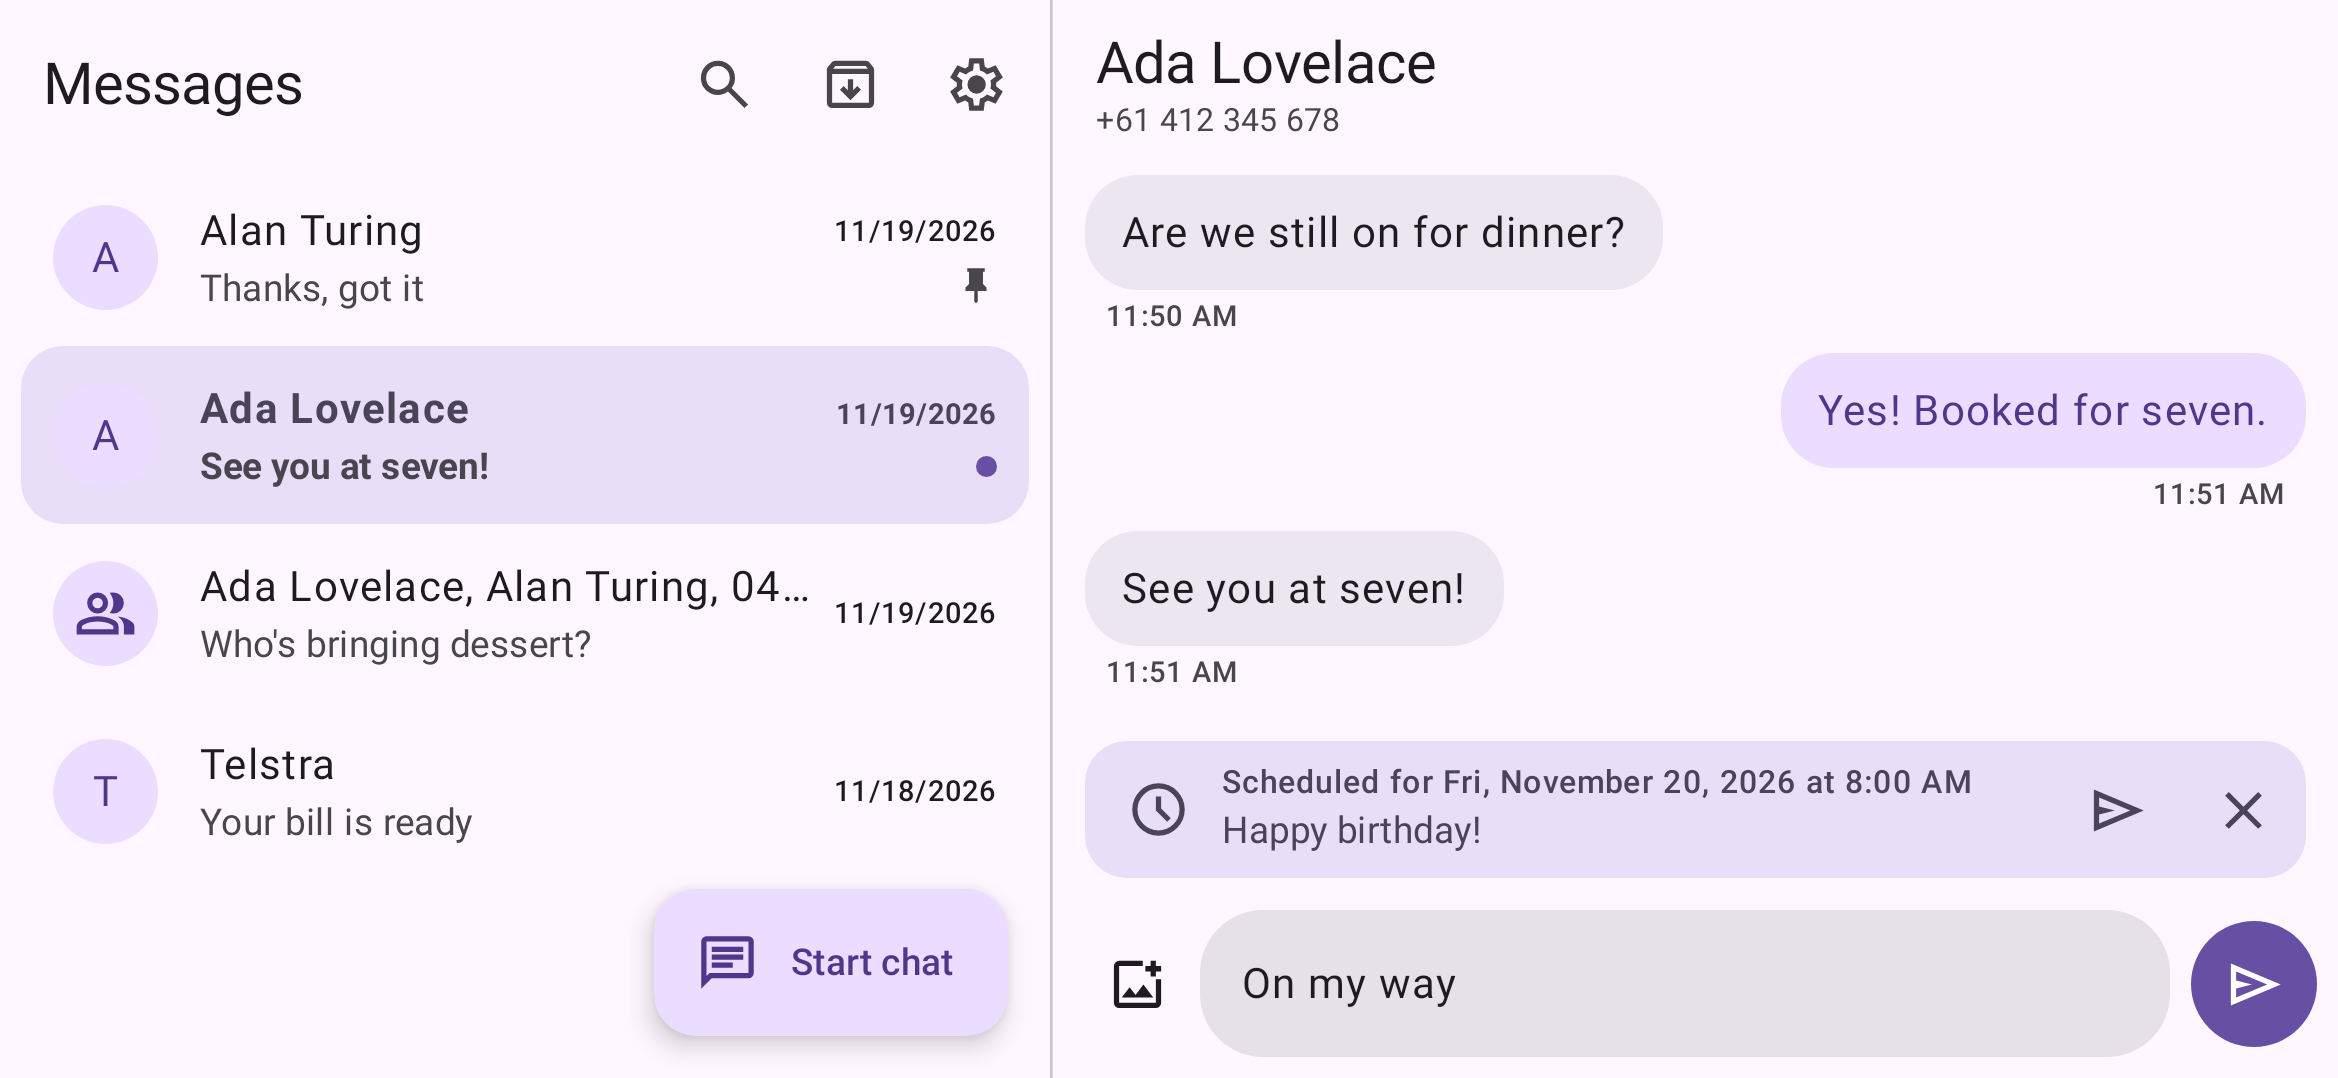 Messages
A
Alan Turing
11/19/2026
Thanks, got it
A
Ada Lovelace
11/19/2026
See you at seven!
Ada Lovelace, Alan Turing, 04…
11/19/2026
Who's bringing dessert?
T
Telstra
11/18/2026
Your bill is ready
Start chat
Ada Lovelace
+61 412 345 678
Are we still on for dinner?
11:50 AM
Yes! Booked for seven.
11:51 AM
See you at seven!
11:51 AM
Scheduled for Fri, November 20, 2026 at 8:00 AM
Happy birthday!
On my way